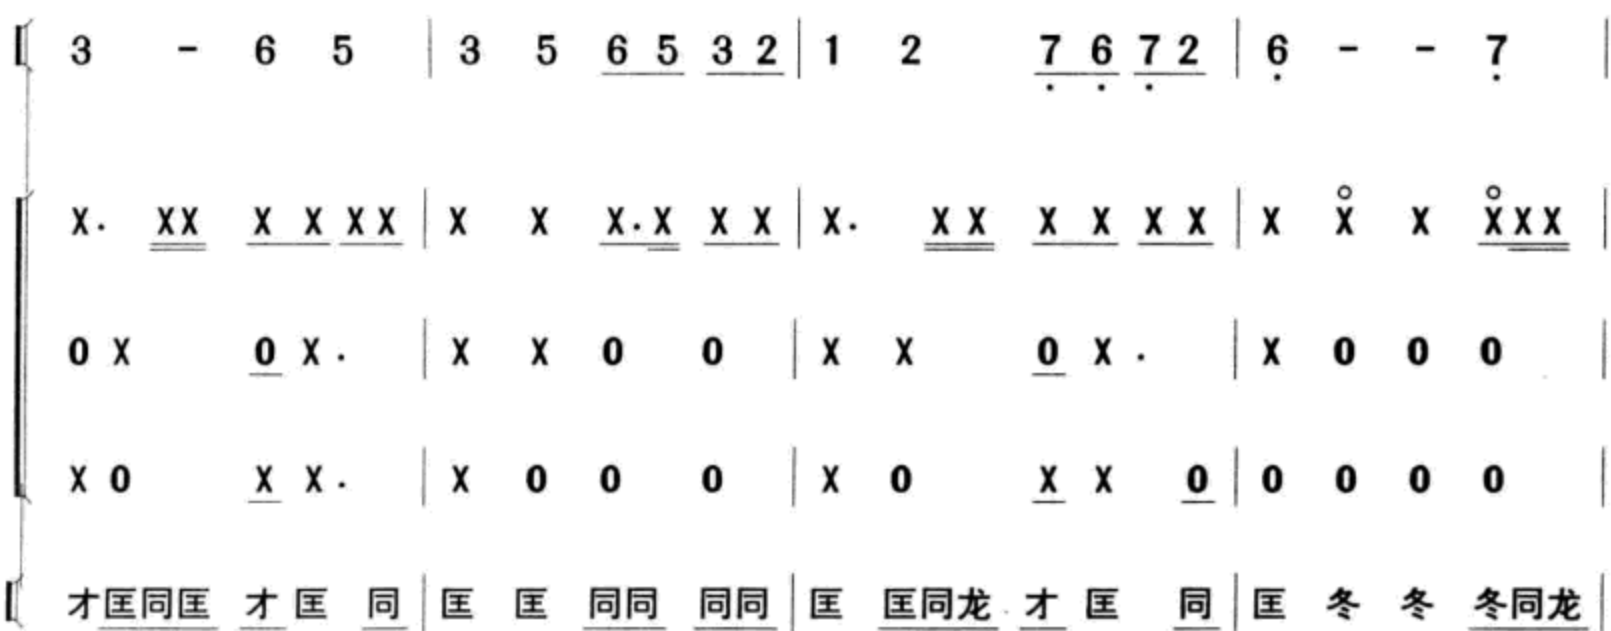 3 - 6 5 | 3 5 6 5 3 2 | 1 2 7 6 7 2 | 6 - - 7 |
X. XX X X XX | X X X.X X X | X. XX X X X X | X X X XXX |
0 X 0 X. | X X 0 0 | X X 0 X. | X 0 0 0 |
X 0 X X. | X 0 0 0 | X 0 X X 0 | 0 0 0 0 |
才匡同匡 才 匡 同 | 匡 匡 同同 同同 | 匡 匡同龙 才 匡 同 | 匡 冬 冬 冬同龙 |